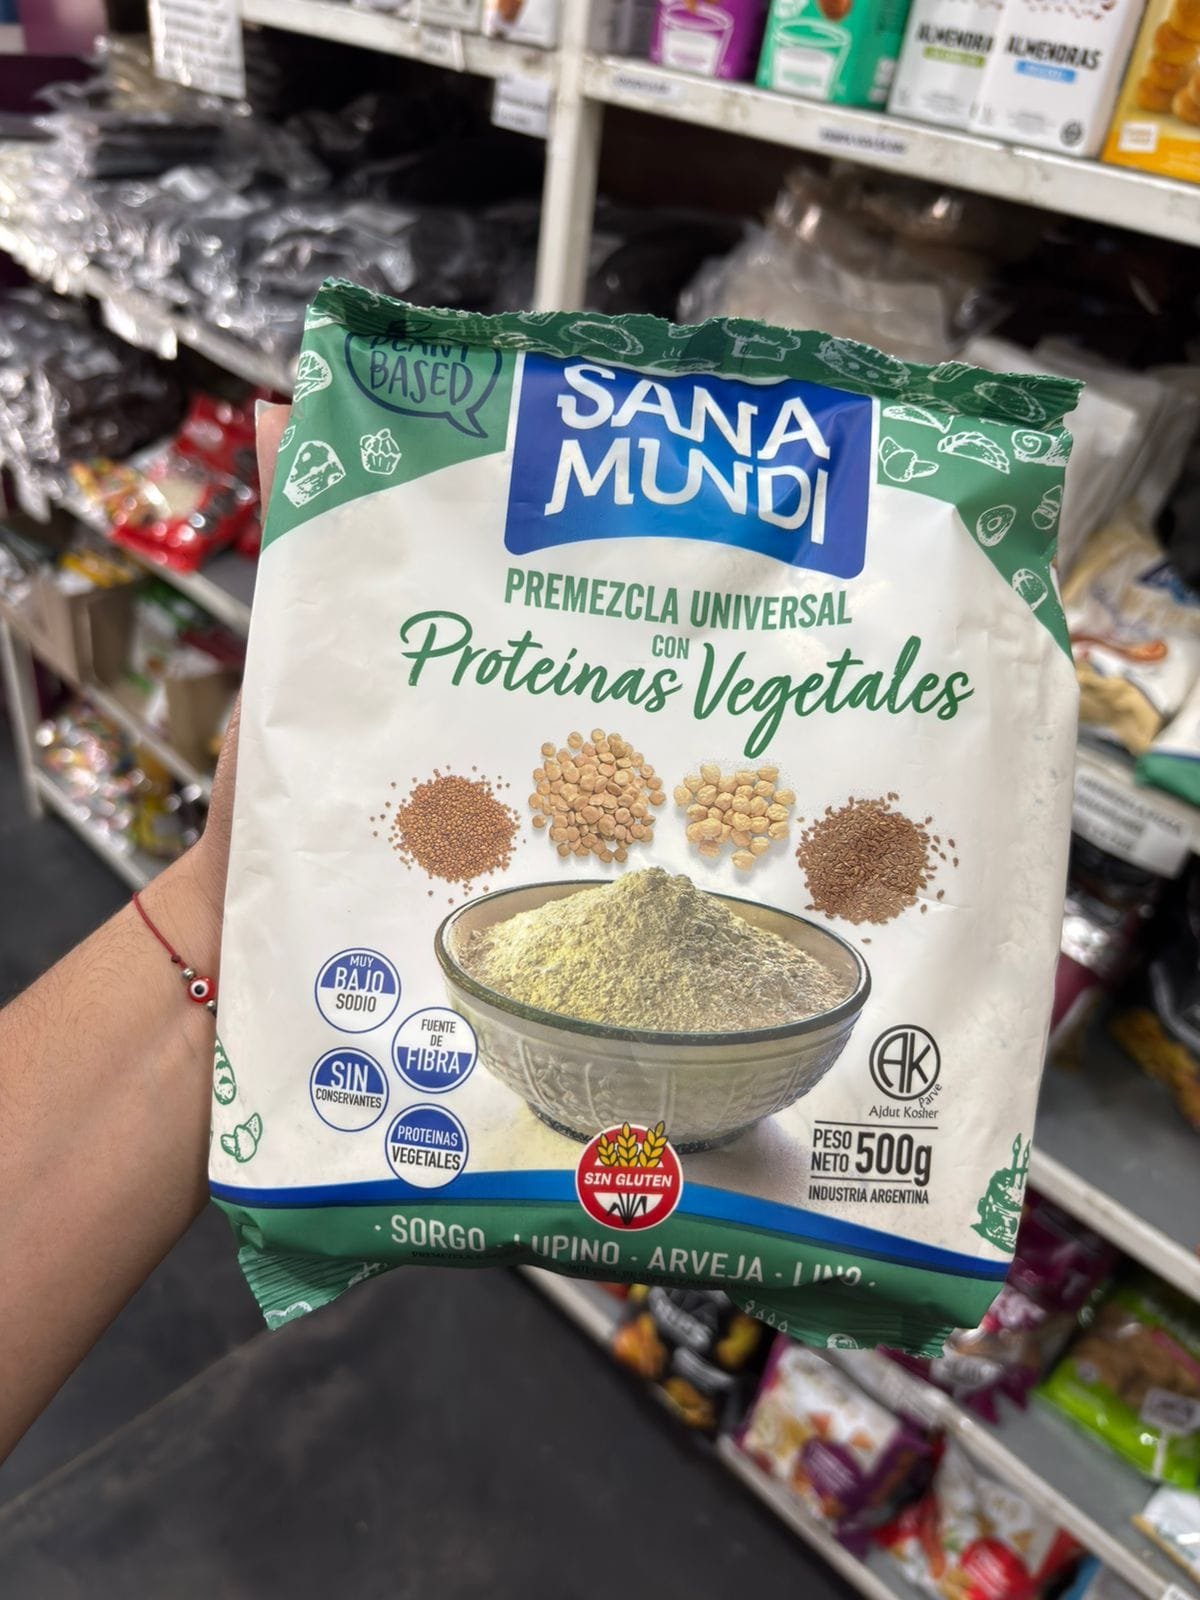 ALMENDRAS
PLANT
BASED
SANA
MUNDI
PREMEZCLA UNIVERSAL
CON
Proteínas Vegetales
MUY
BAJO
SODIO
FUENTE
DE
FIBRA
SIN
CONSERVANTES
PROTEINAS
VEGETALES
AK
Parve
Ajdut Kosher
PESO
NETO 500g
INDUSTRIA ARGENTINA
SIN GLUTEN
· SORGO · LUPINO · ARVEJA · LINO ·